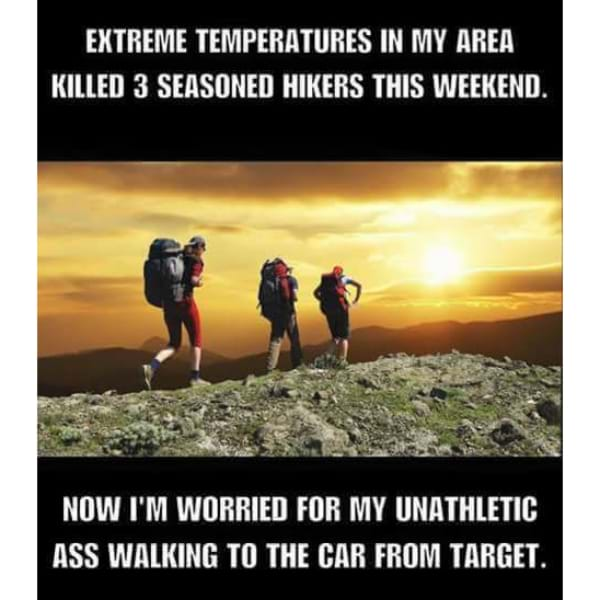 EXTREME TEMPERATURES IN MY AREA
KILLED 3 SEASONED HIKERS THIS WEEKEND.
NOW I'M WORRIED FOR MY UNATHLETIC
ASS WALKING TO THE CAR FROM TARGET.